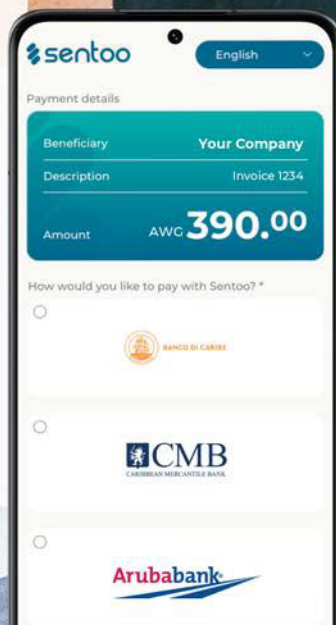 sentoo
English
Payment details
Beneficiary Your Company
Description Invoice 1234
Amount AWG 390.00
How would you like to pay with Sentoo? *
BANCO DI CARIBE
CMB
CARIBBEAN MERCANTILE BANK
Arubabank